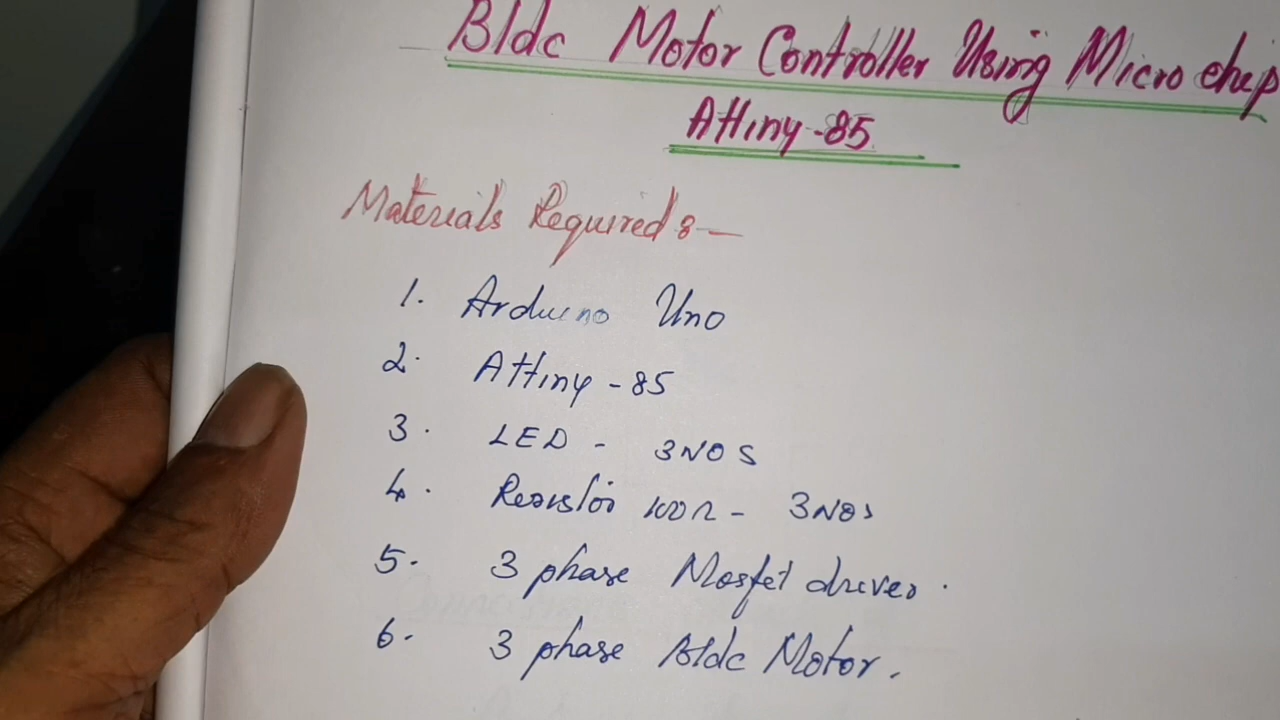 Bldc Motor Controller Using Microchip
Attiny-85
Materials Required:-
1. Arduino Uno
2. Attiny-85
3. LED - 3NOS
4. Resistor 100Ω - 3NOS
5. 3 phase Mosfet driver.
6. 3 phase Bldc Motor.